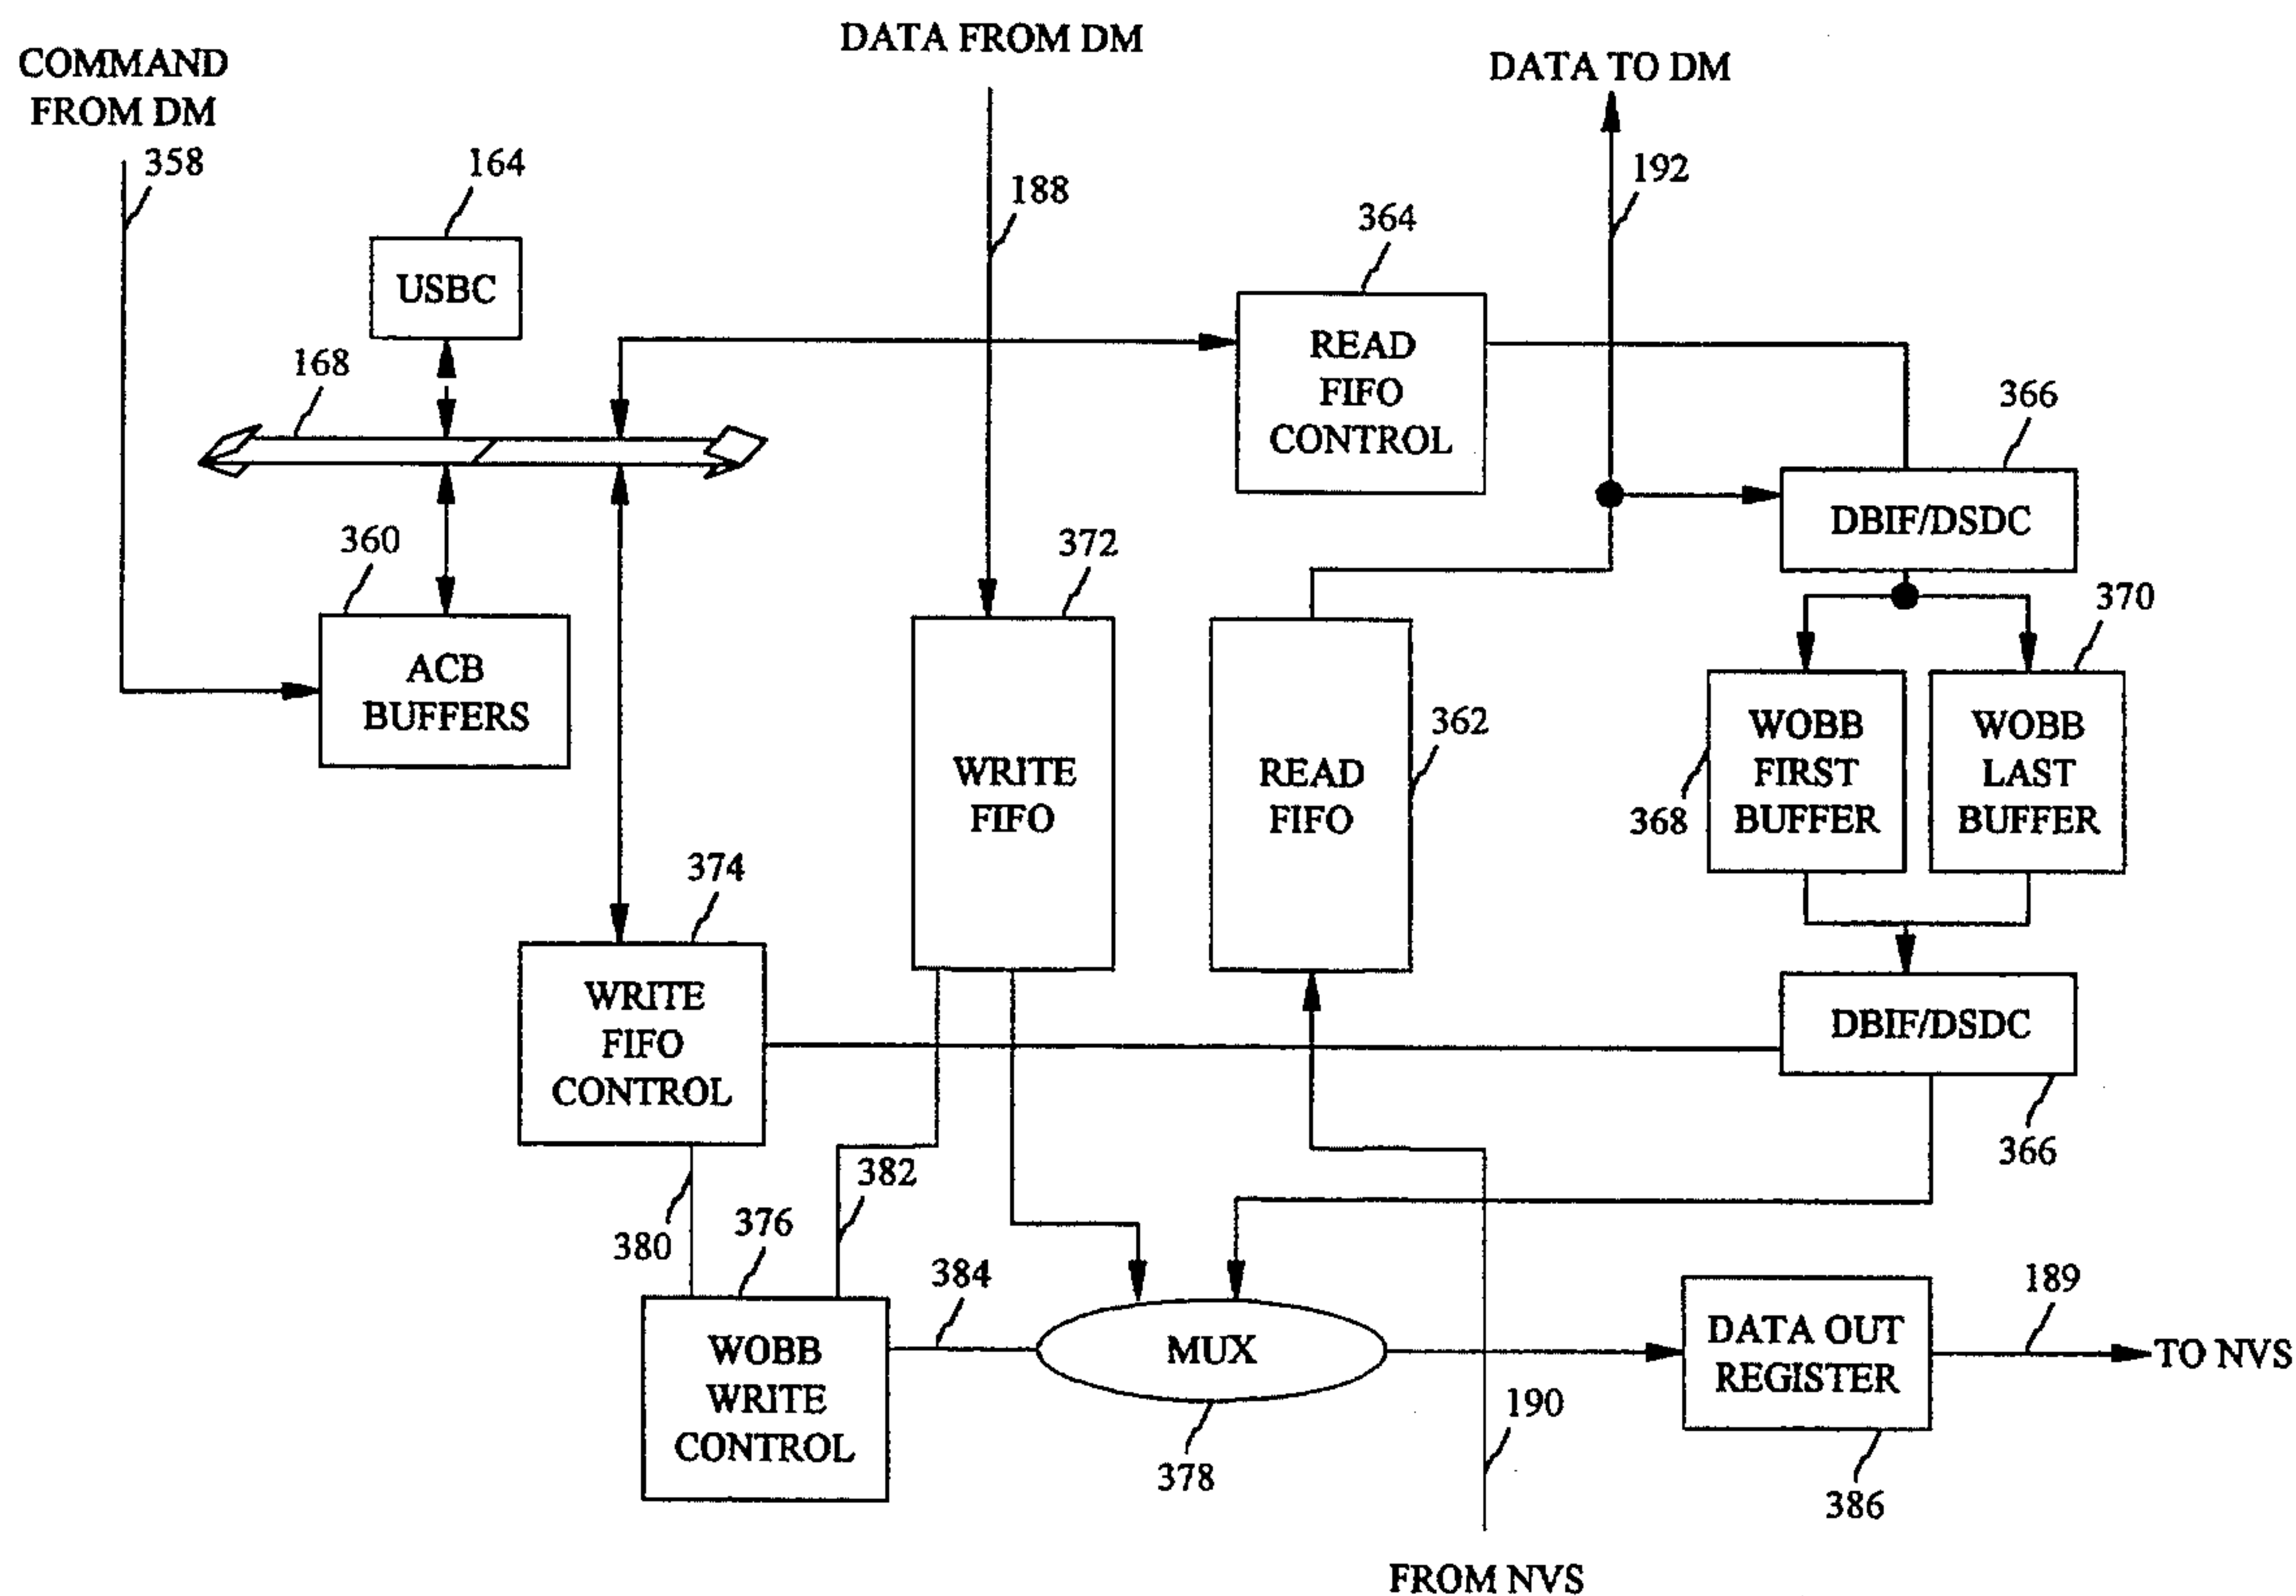 DATA FROM DM
COMMAND
FROM DM
DATA TO DM
358
164
188
192
364
USBC
READ
FIFO
CONTROL
168
366
DBIF/DSDC
360
372
370
ACB
BUFFERS
WRITE
FIFO
READ
FIFO
362
WOBB
FIRST
BUFFER
368
WOBB
LAST
BUFFER
374
WRITE
FIFO
CONTROL
DBIF/DSDC
366
382
380
376
384
189
WOBB
WRITE
CONTROL
MUX
DATA OUT
REGISTER
TO NVS
378
190
386
FROM NVS